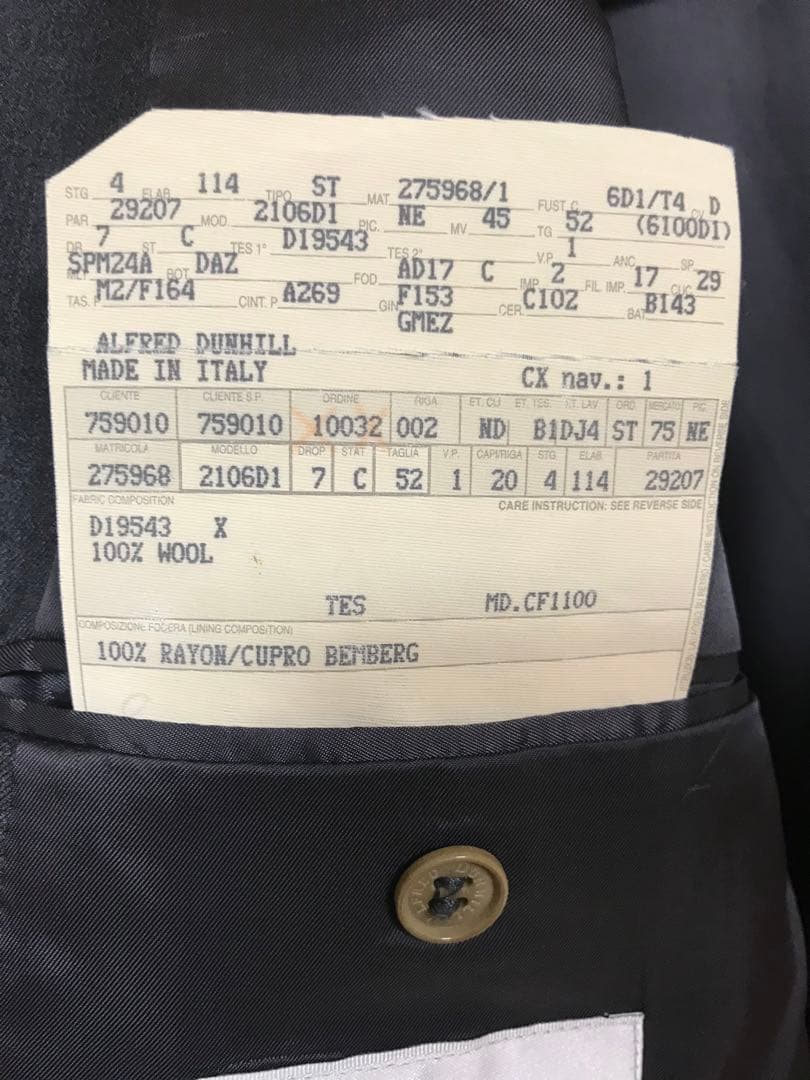 STG. 4 ELAB. 114 TIPO ST MAT. 275968/1 FUST.C. 6D1/T4 D
PAR. 29207 MOD. 2106D1 PIC. NE MV 45 TG. 52 (6100D1)
DR. 7 ST. C TES 1° D19543 TES 2° V.P. 1 ANC. SP.
SPM24A BOT. DAZ FOD. AD17 C IMP. 2 FIL. IMP. 17 CUC. 29
TAS. P. M2/F164 CINT. P. A269 GIN. F153 CER. C102 BAT. B143
GMEZ
ALFRED DUNHILL
MADE IN ITALY CX nav.: 1
CLIENTE CLIENTE S.P. ORDINE RIGA ET. CLI ET. TES. ET. LAV ORD MERCATO PIC.
759010 759010 10032 002 ND B1DJ4 ST 75 NE
MATRICOLA MODELLO DROP STAT. TAGLIA V.P. CAPI/RIGA STG. ELAB. PARTITA
275968 2106D1 7 C 52 1 20 4 114 29207
FABRIC COMPOSITION CARE INSTRUCTION: SEE REVERSE SIDE
D19543 X
100% WOOL
TES MD.CF1100
COMPOSIZIONE FODERA (LINING COMPOSITION)
100% RAYON/CUPRO BEMBERG